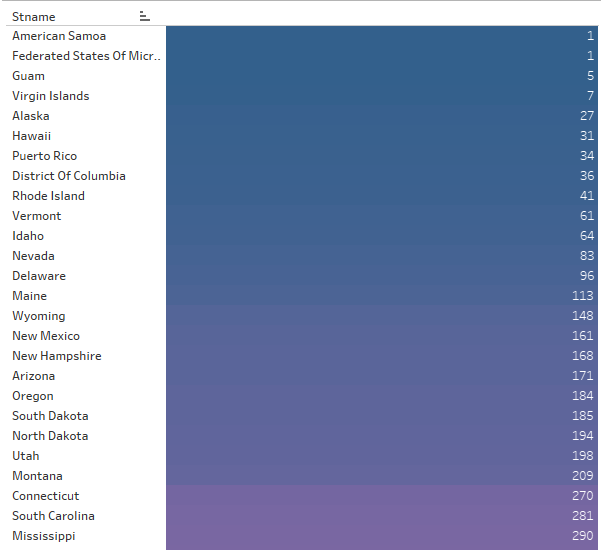 Stname
American Samoa 1
Federated States Of Micr.. 1
Guam 5
Virgin Islands 7
Alaska 27
Hawaii 31
Puerto Rico 34
District Of Columbia 36
Rhode Island 41
Vermont 61
Idaho 64
Nevada 83
Delaware 96
Maine 113
Wyoming 148
New Mexico 161
New Hampshire 168
Arizona 171
Oregon 184
South Dakota 185
North Dakota 194
Utah 198
Montana 209
Connecticut 270
South Carolina 281
Mississippi 290